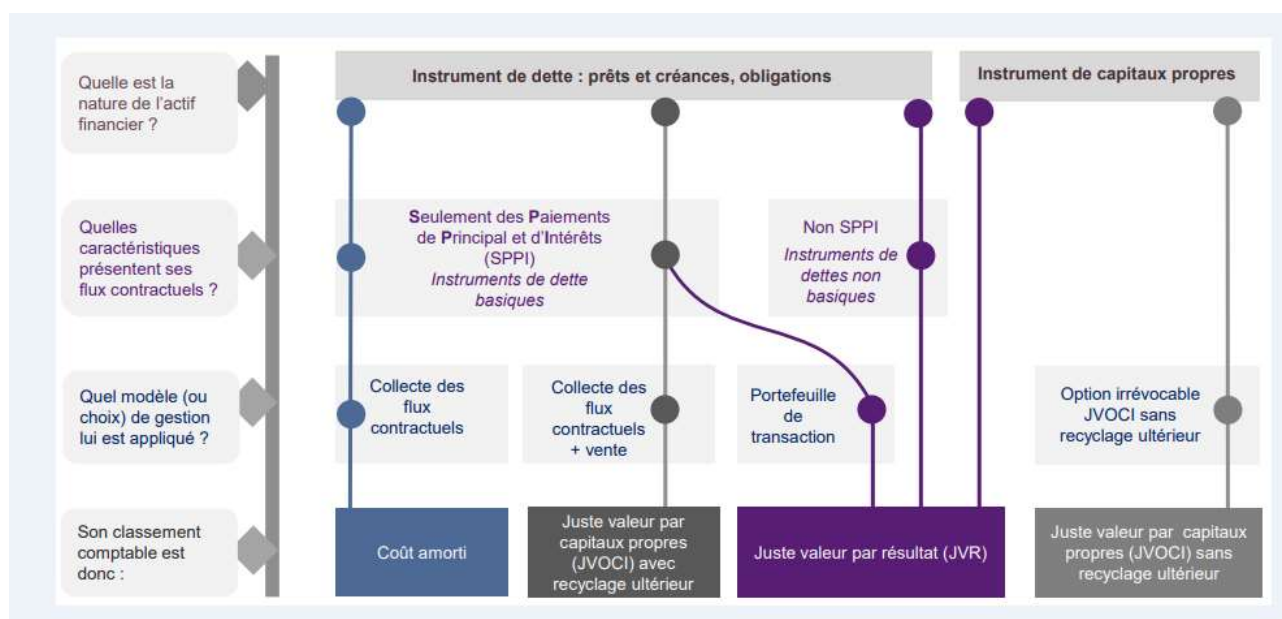 Quelle est la
nature de l'actif
financier ?
Instrument de dette : prêts et créances, obligations
Instrument de capitaux propres
Quelles
caractéristiques
présentent ses
flux contractuels ?
Seulement des Paiements
de Principal et d'Intérêts
(SPPI)
Instruments de dette
basiques
Non SPPI
Instruments de
dettes non
basiques
Quel modèle (ou
choix) de gestion
lui est appliqué ?
Collecte des
flux
contractuels
Collecte des
flux
contractuels
+ vente
Portefeuille
de
transaction
Option irrévocable
JVOCI sans
recyclage ultérieur
Son classement
comptable est
donc :
Coût amorti
Juste valeur par
capitaux propres
(JVOCI) avec
recyclage ultérieur
Juste valeur par résultat (JVR)
Juste valeur par capitaux
propres (JVOCI) sans
recyclage ultérieur